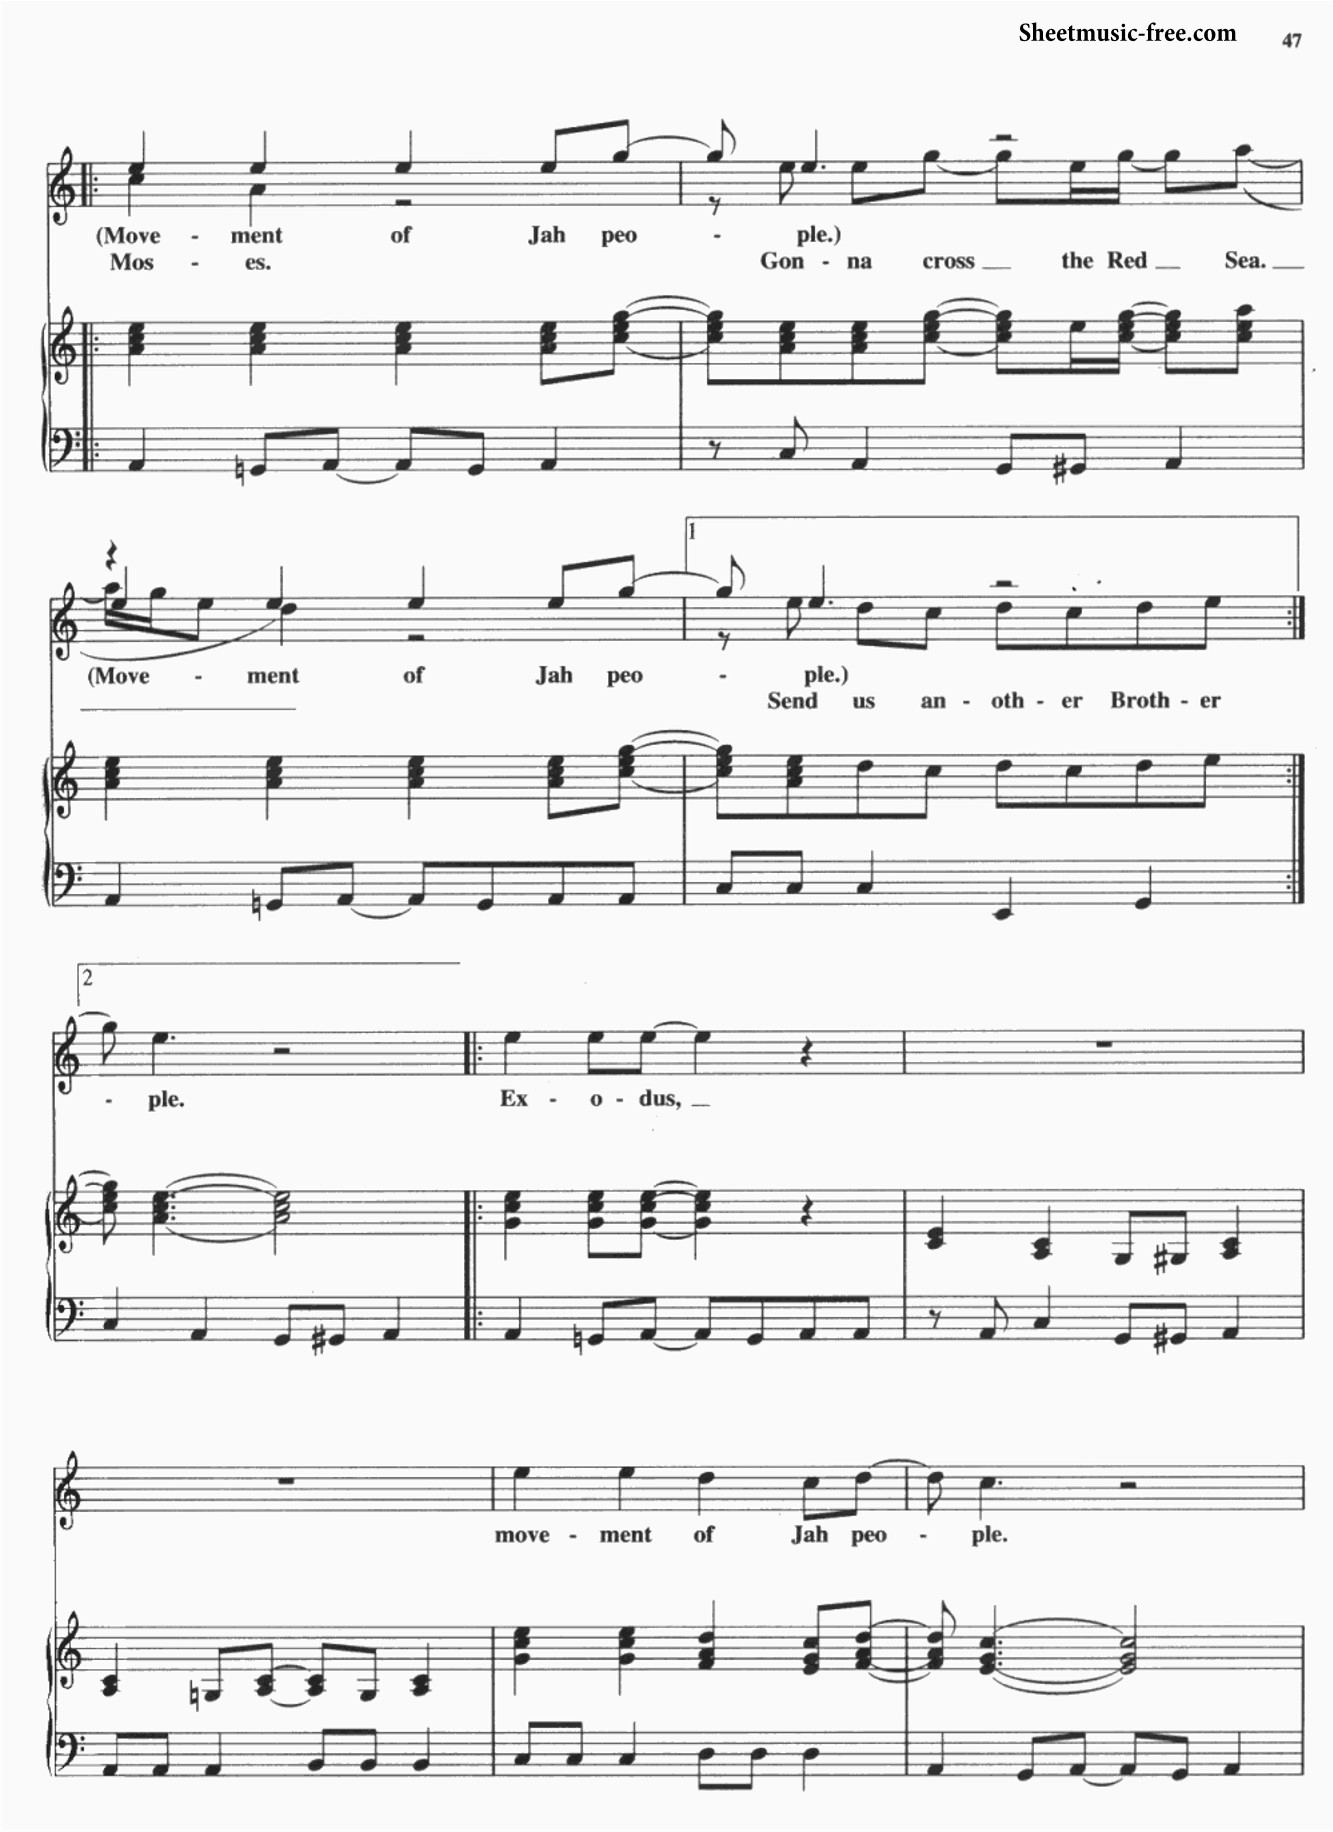 Sheetmusic-free.com
47
(Move - ment of Jah peo - ple.)
Mos - es. Gon - na cross the Red Sea.
1
(Move - ment of Jah peo - ple.)
Send us an - oth - er Broth - er
2
- ple. Ex - o - dus,
move - ment of Jah peo - ple.